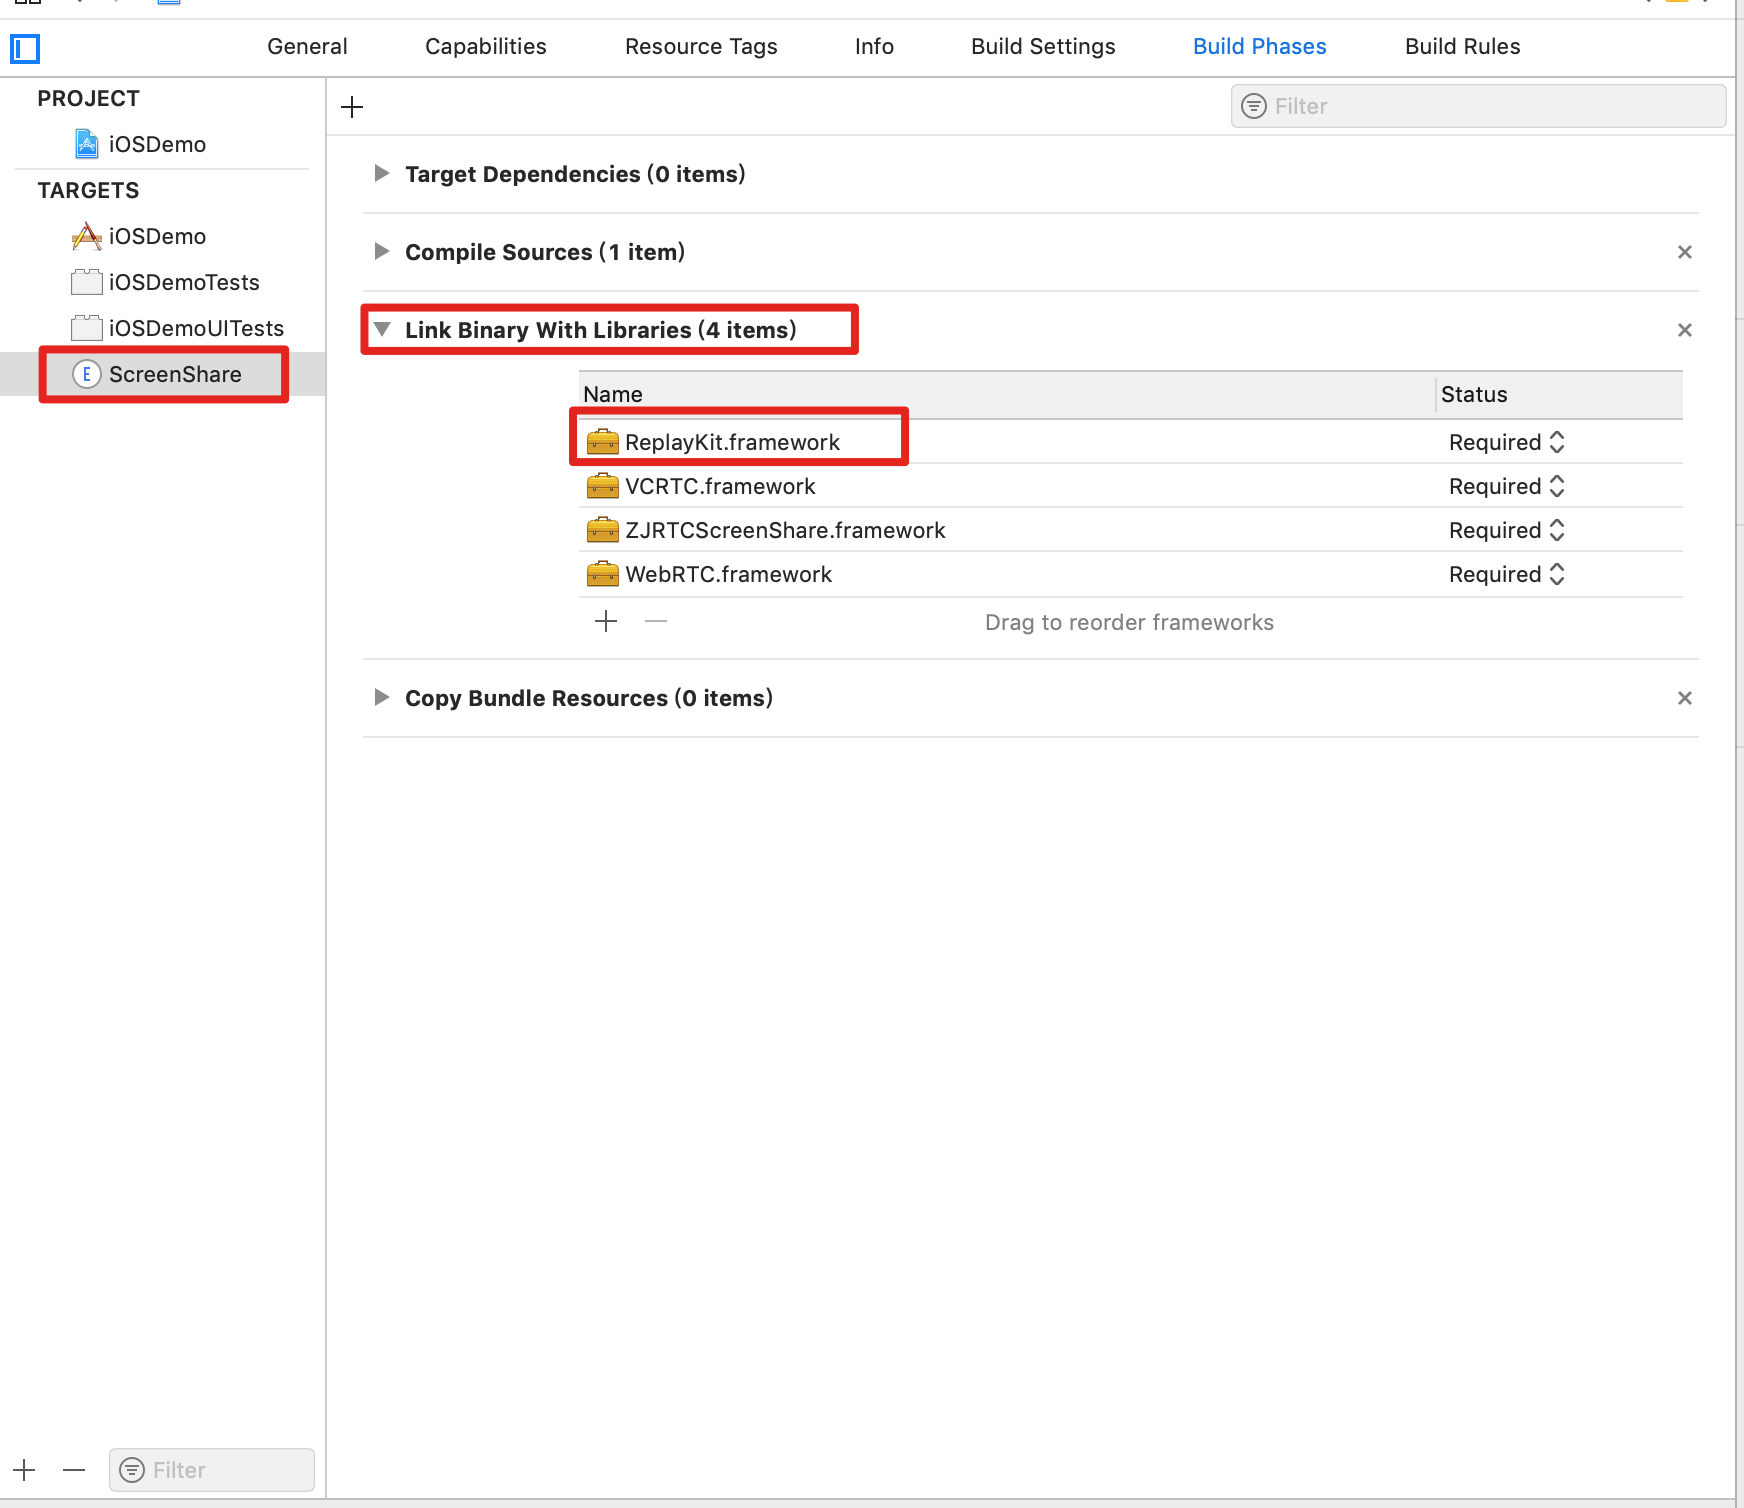 General Capabilities Resource Tags Info Build Settings Build Phases Build Rules
PROJECT
iOSDemo
TARGETS
iOSDemo
iOSDemoTests
iOSDemoUITests
E ScreenShare
Filter
Filter
Target Dependencies (0 items)
Compile Sources (1 item)
Link Binary With Libraries (4 items)
Name Status
ReplayKit.framework Required
VCRTC.framework Required
ZJRTCScreenShare.framework Required
WebRTC.framework Required
Drag to reorder frameworks
Copy Bundle Resources (0 items)